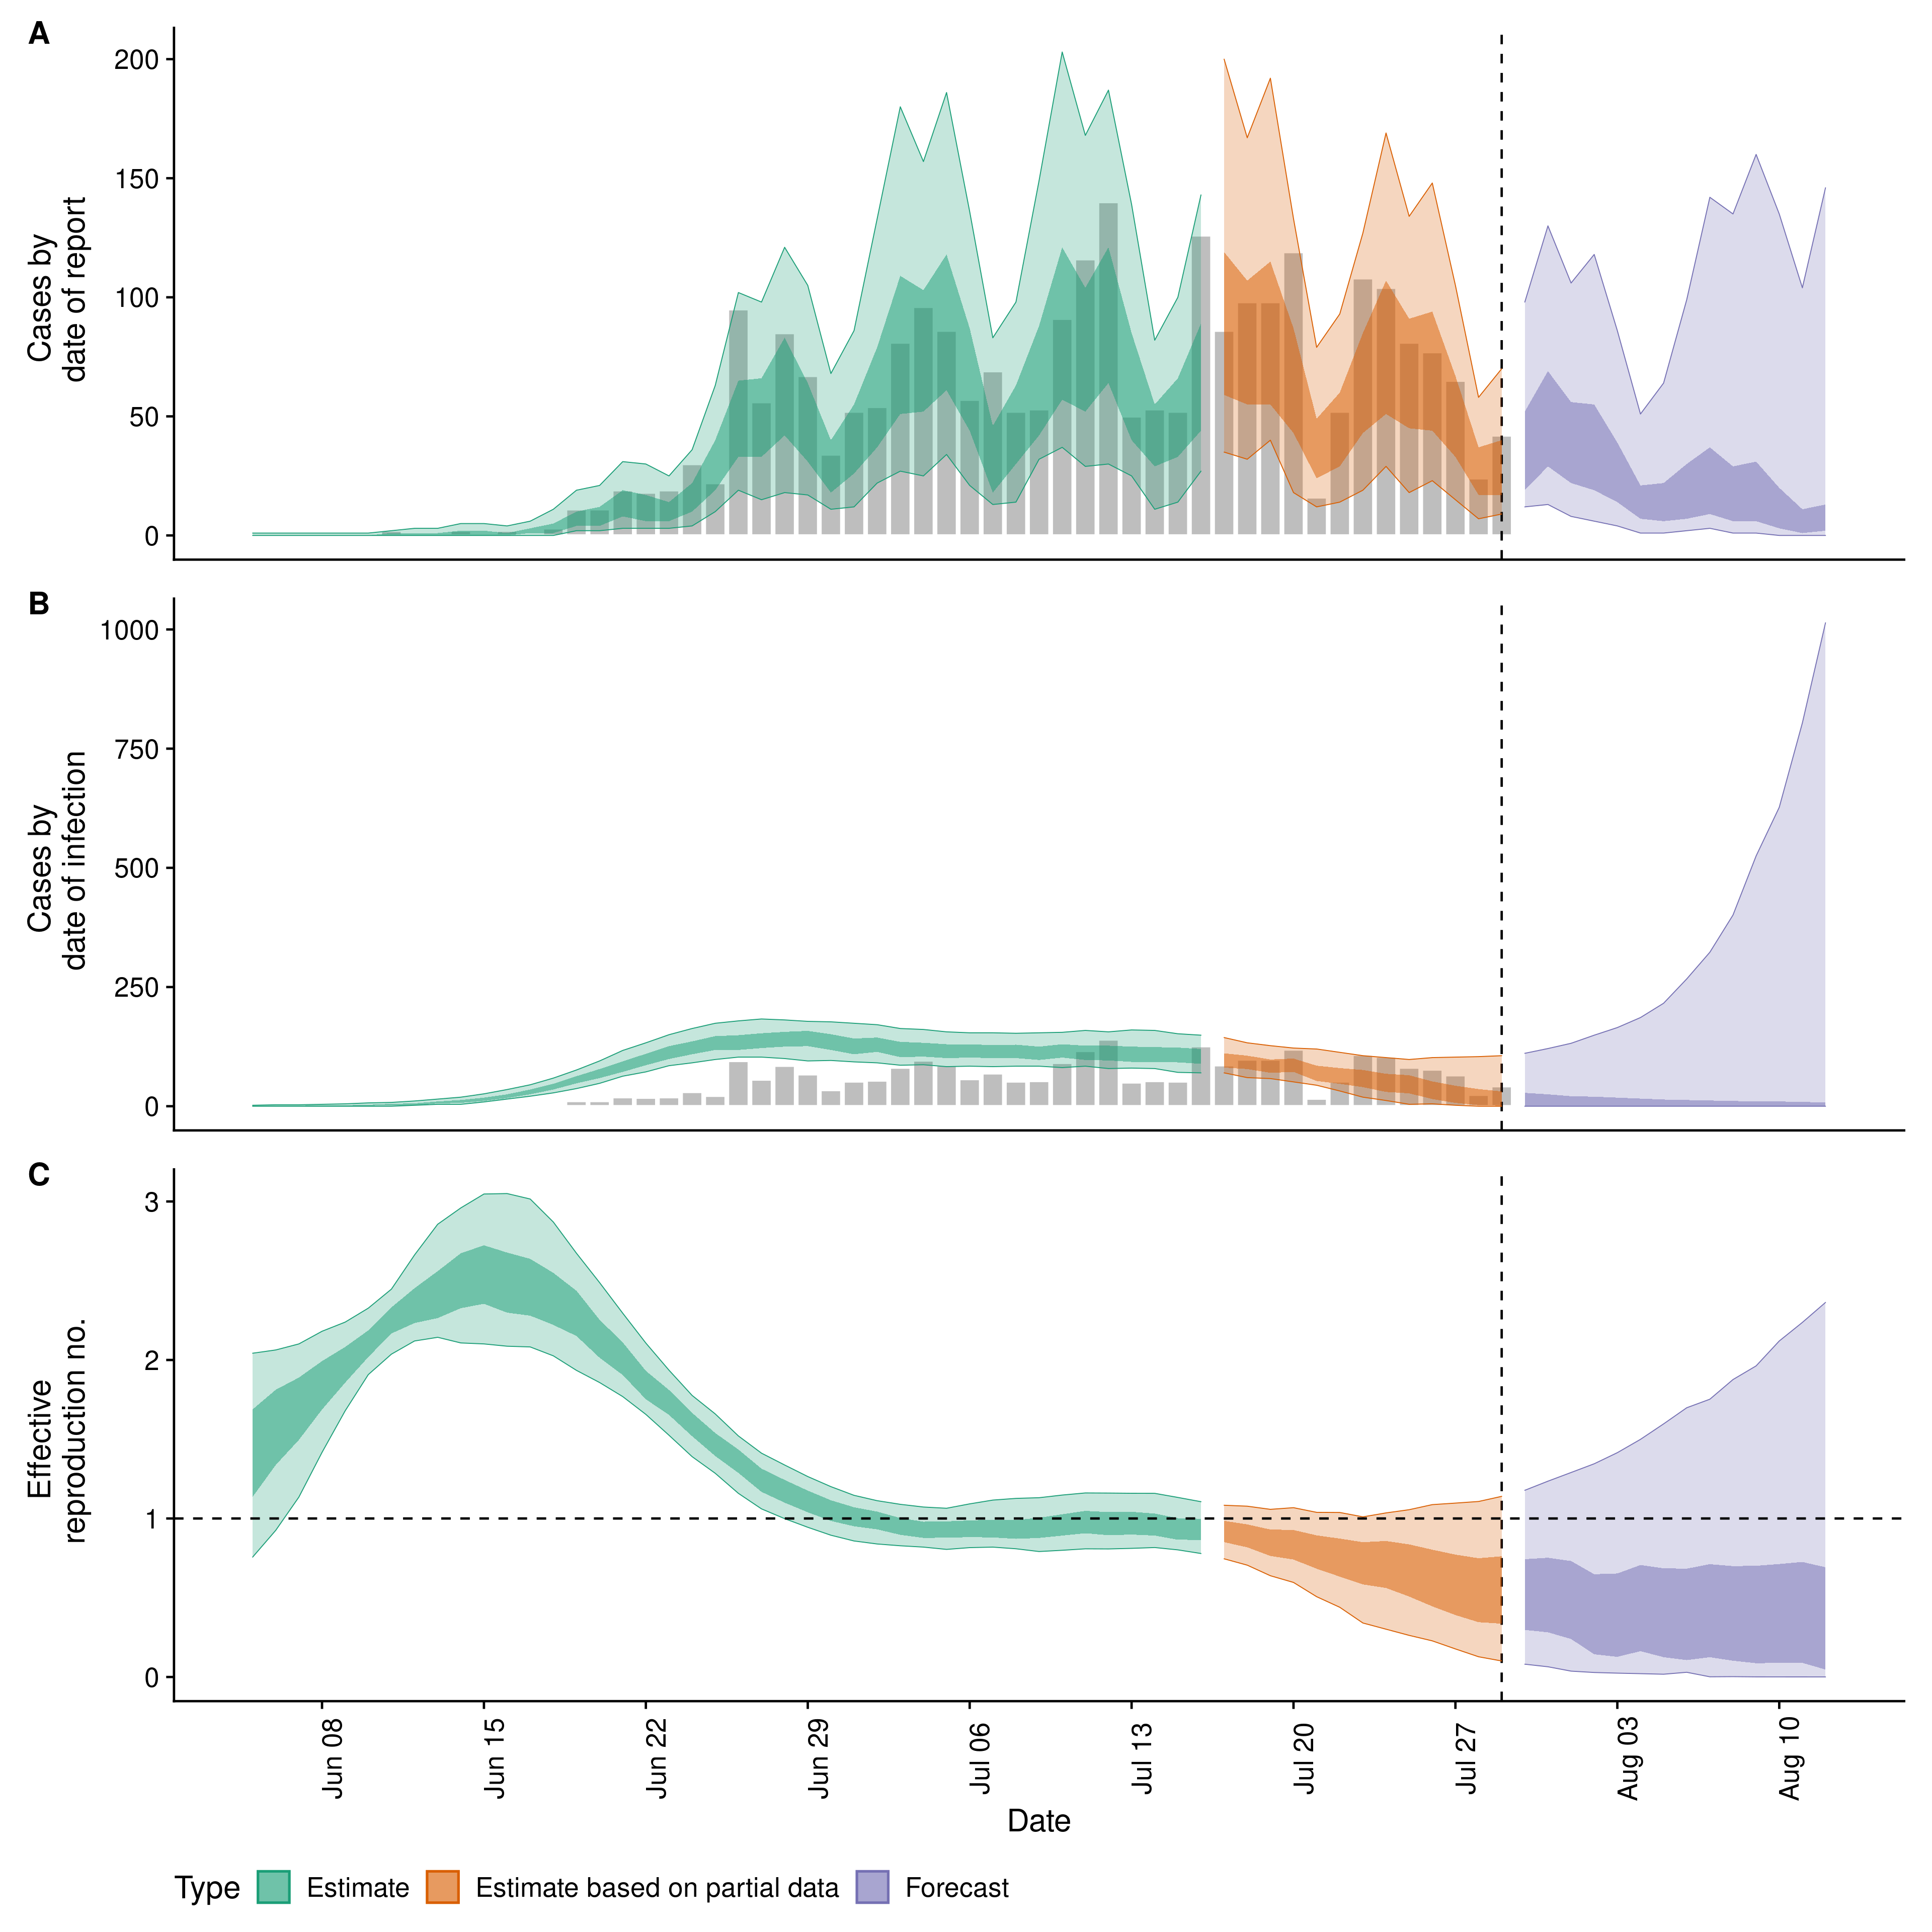 A
Cases by
date of report
200
150
100
50
0
B
Cases by
date of infection
1000
750
500
250
0
C
Effective
reproduction no.
3
2
1
0
Jun 08
Jun 15
Jun 22
Jun 29
Jul 06
Jul 13
Jul 20
Jul 27
Aug 03
Aug 10
Date
Type Estimate Estimate based on partial data Forecast